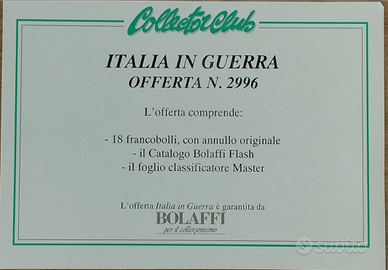 Collector Club
ITALIA IN GUERRA
OFFERTA N. 2996
L'offerta comprende:
- 18 francobolli, con annullo originale
- il Catalogo Bolaffi Flash
- il foglio classificatore Master
L'offerta Italia in Guerra è garantita da
BOLAFFI
per il collezionismo
subito